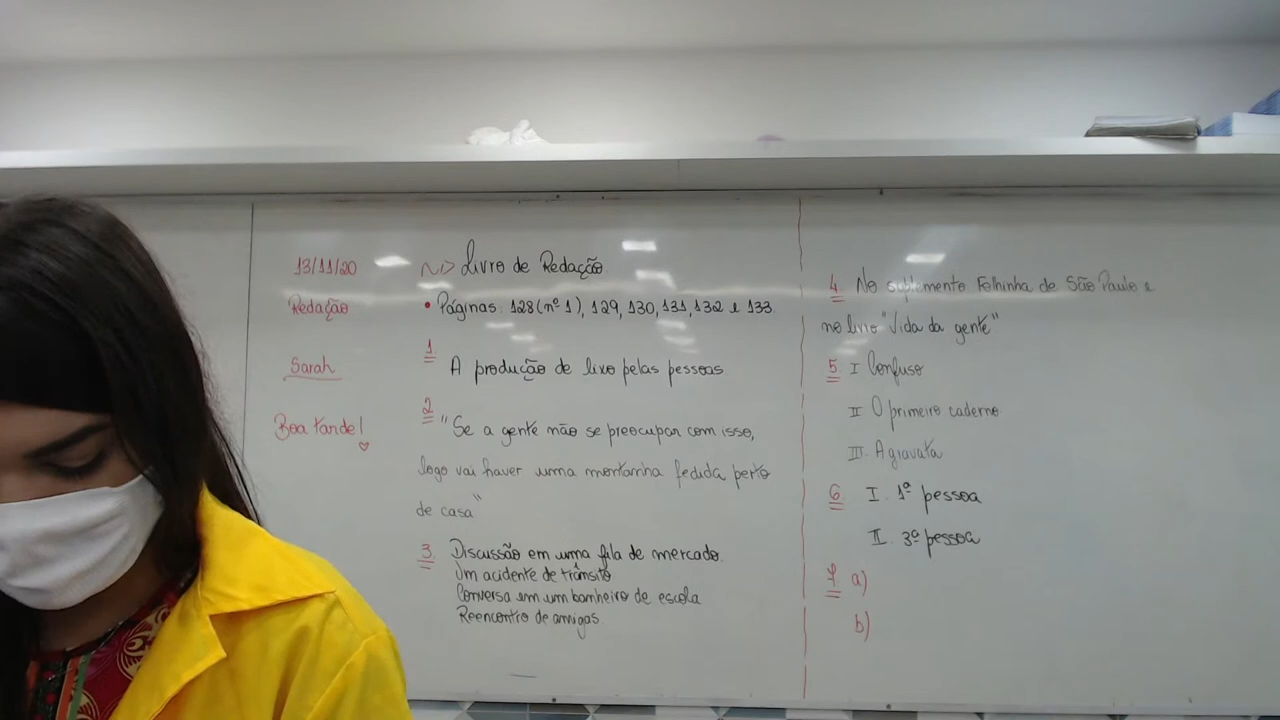 13/11/20
Redação
Sarah
Boa tarde!
Livro de Redação
• Páginas: 128 (nº 1), 129, 130, 131, 132 e 133
1
A produção de lixo pelas pessoas
2
"Se a gente não se preocupar com isso,
logo vai haver uma montanha fedida perto
de casa"
3 Discussão em uma fila de mercado.
Um acidente de trânsito
Conversa em um banheiro de escola
Reencontro de amigas.
4 No suplemento Folhinha de São Paulo e
no livro "Vida da gente"
5 I Confuso
II O primeiro caderno
III. A gravata
6 I. 1ª pessoa
II. 3ª pessoa
7 a)
b)